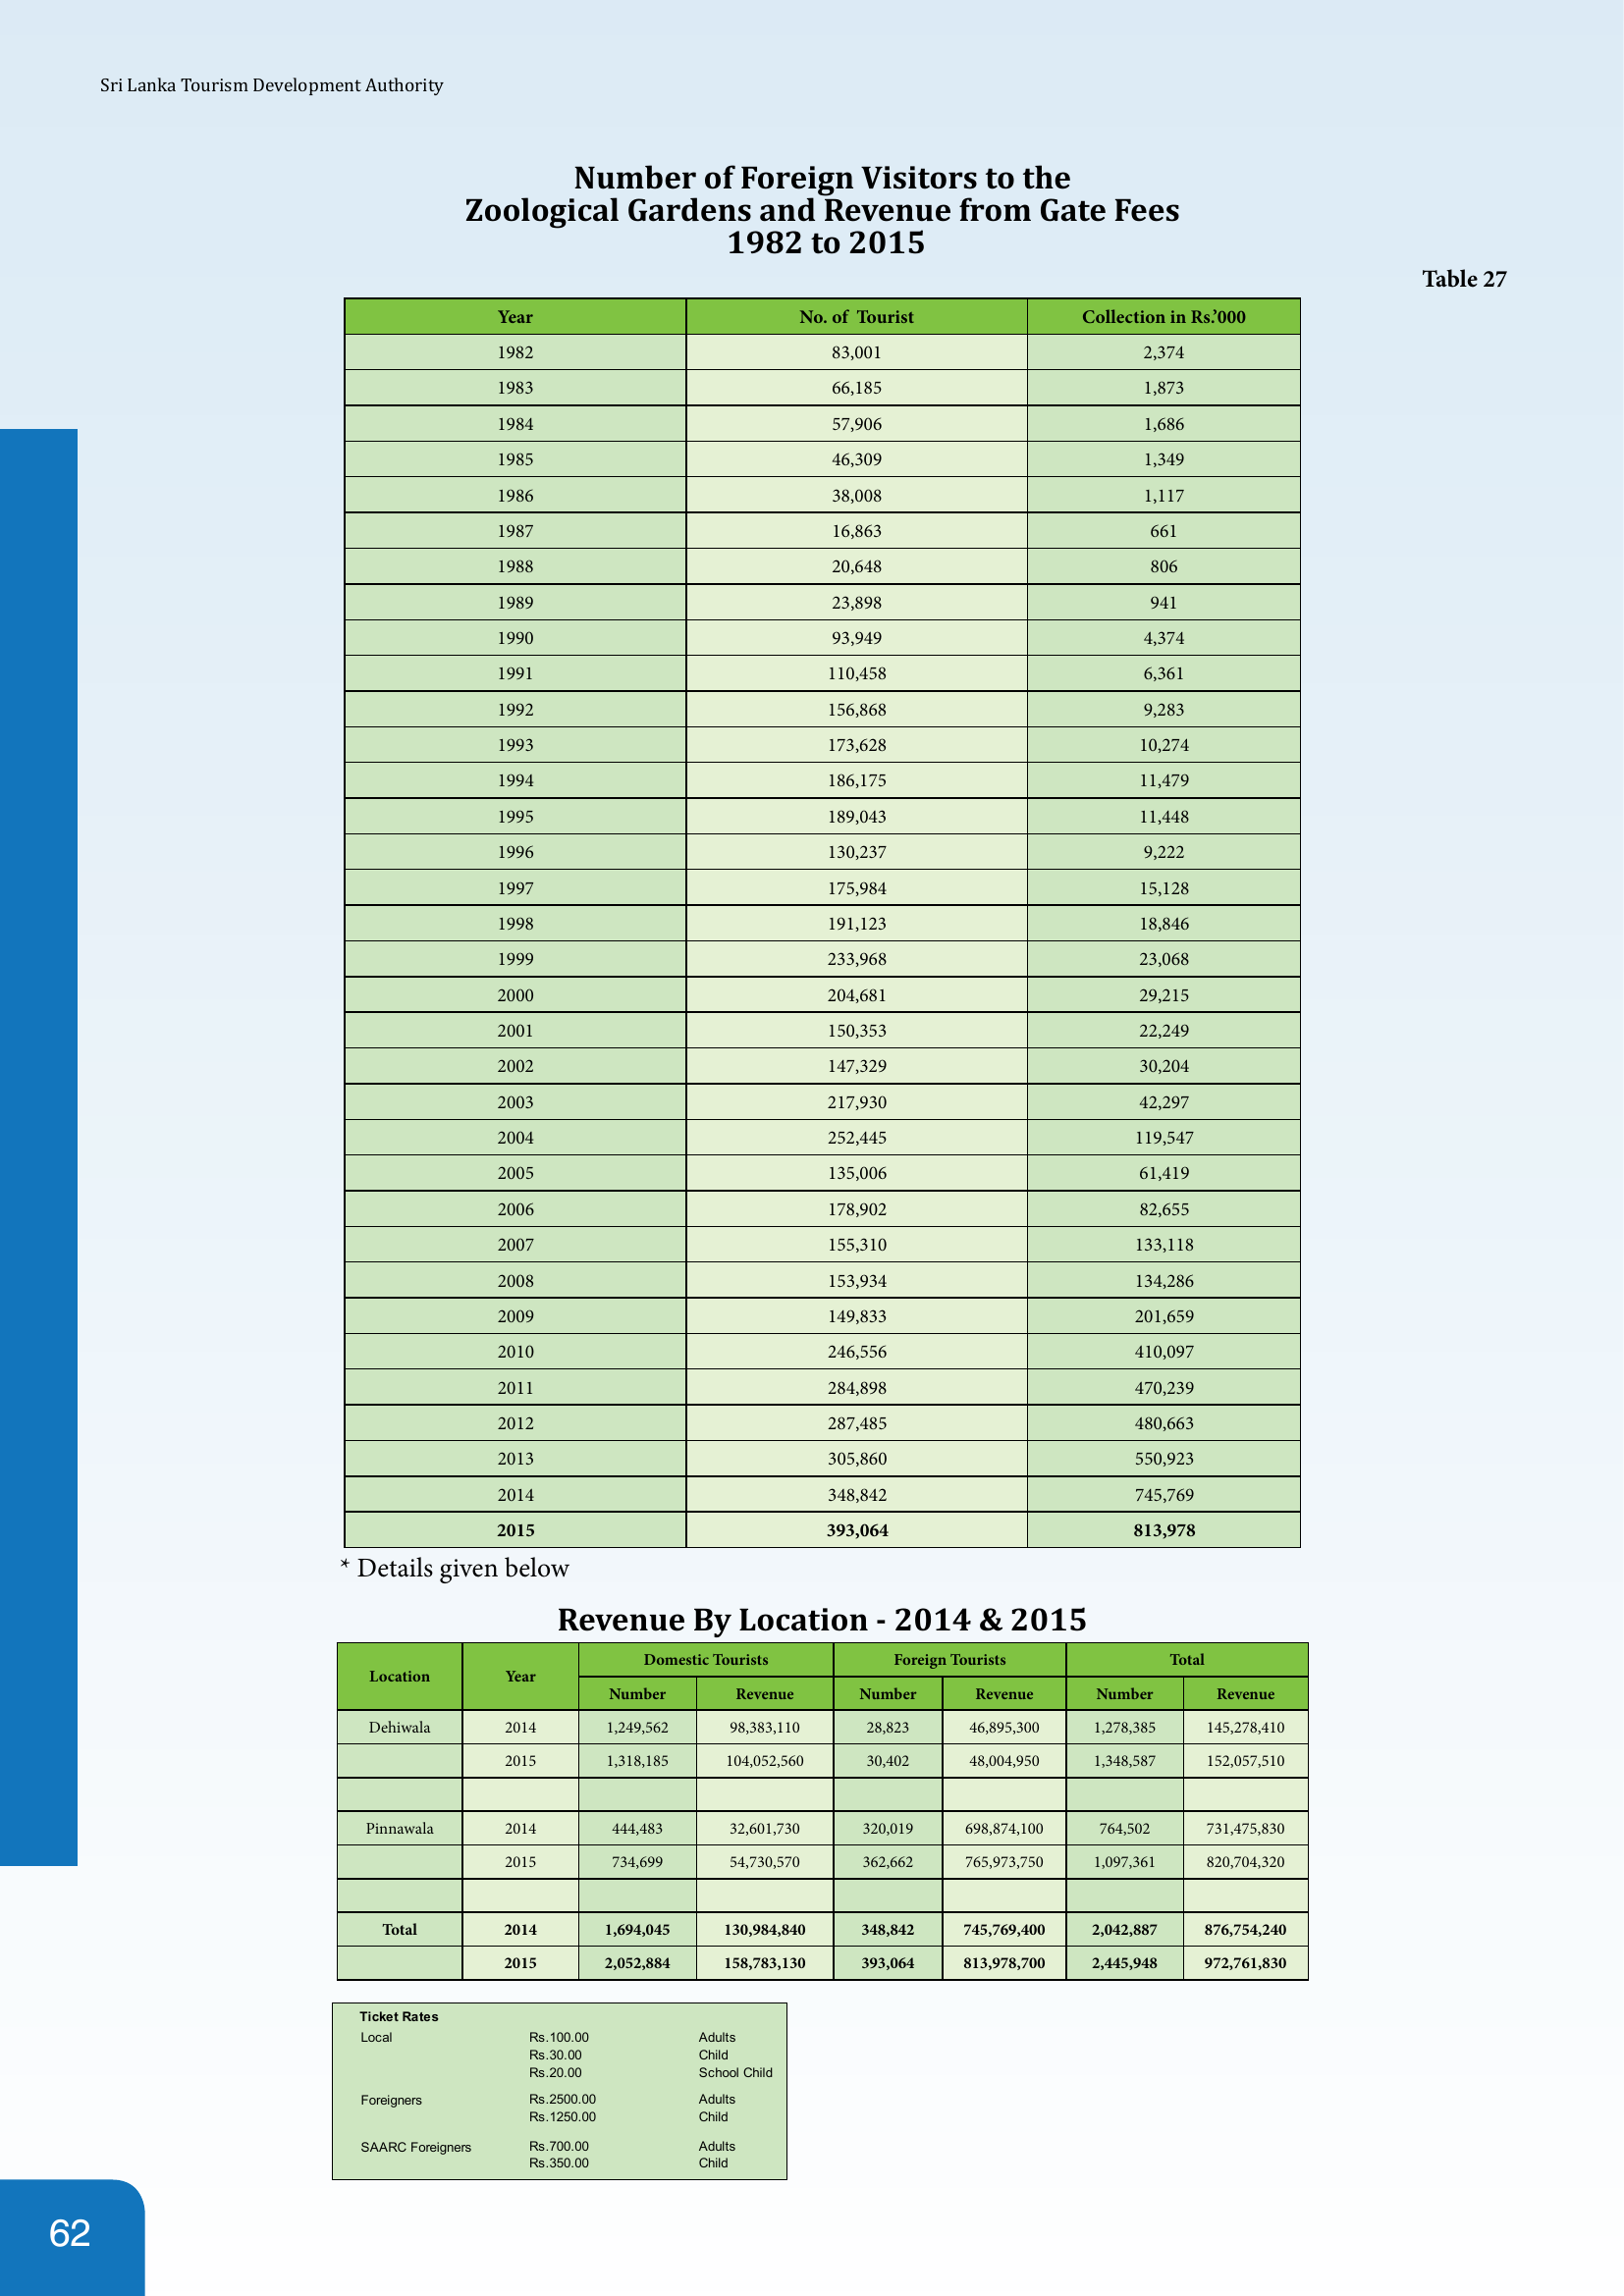 Sri Lanka Tourism Development Authority
Number of Foreign Visitors to the
Zoological Gardens and Revenue from Gate Fees
1982 to 2015
Table 27
Year No. of Tourist Collection in Rs.'000
1982 83,001 2,374
1983 66,185 1,873
1984 57,906 1,686
1985 46,309 1,349
1986 38,008 1,117
1987 16,863 661
1988 20,648 806
1989 23,898 941
1990 93,949 4,374
1991 110,458 6,361
1992 156,868 9,283
1993 173,628 10,274
1994 186,175 11,479
1995 189,043 11,448
1996 130,237 9,222
1997 175,984 15,128
1998 191,123 18,846
1999 233,968 23,068
2000 204,681 29,215
2001 150,353 22,249
2002 147,329 30,204
2003 217,930 42,297
2004 252,445 119,547
2005 135,006 61,419
2006 178,902 82,655
2007 155,310 133,118
2008 153,934 134,286
2009 149,833 201,659
2010 246,556 410,097
2011 284,898 470,239
2012 287,485 480,663
2013 305,860 550,923
2014 348,842 745,769
2015 393,064 813,978
* Details given below
Revenue By Location - 2014 & 2015
Location Year Domestic Tourists Foreign Tourists Total
Number Revenue Number Revenue Number Revenue
Dehiwala 2014 1,249,562 98,383,110 28,823 46,895,300 1,278,385 145,278,410
2015 1,318,185 104,052,560 30,402 48,004,950 1,348,587 152,057,510
Pinnawala 2014 444,483 32,601,730 320,019 698,874,100 764,502 731,475,830
2015 734,699 54,730,570 362,662 765,973,750 1,097,361 820,704,320
Total 2014 1,694,045 130,984,840 348,842 745,769,400 2,042,887 876,754,240
2015 2,052,884 158,783,130 393,064 813,978,700 2,445,948 972,761,830
Ticket Rates
Local Rs.100.00 Adults
Rs.30.00 Child
Rs.20.00 School Child
Foreigners Rs.2500.00 Adults
Rs.1250.00 Child
SAARC Foreigners Rs.700.00 Adults
Rs.350.00 Child
62